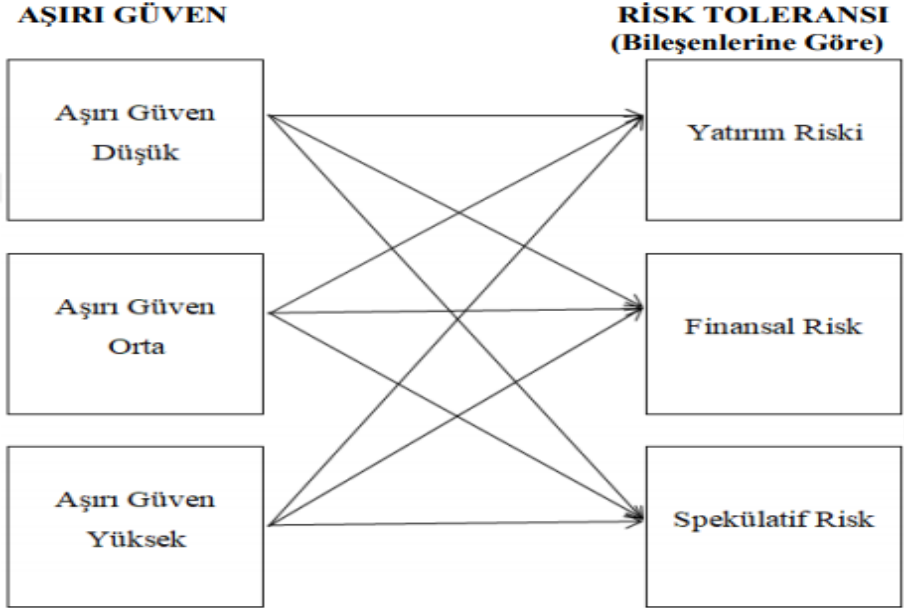 AŞIRI GÜVEN
RİSK TOLERANSI
(Bileşenlerine Göre)
Aşırı Güven
Düşük
Yatırım Riski
Aşırı Güven
Orta
Finansal Risk
Aşırı Güven
Yüksek
Spekülatif Risk